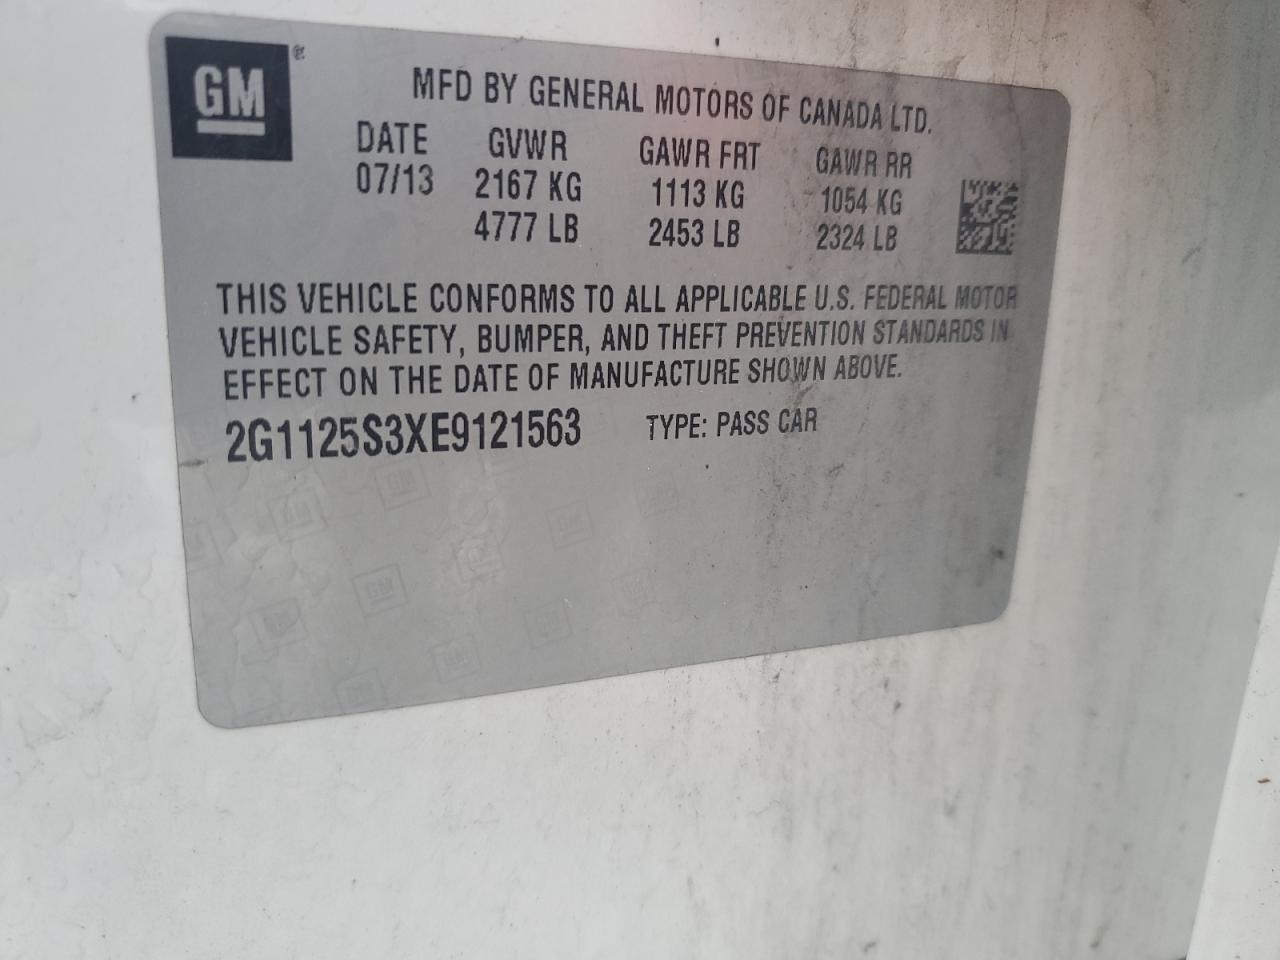 GM ®
MFD BY GENERAL MOTORS OF CANADA LTD.
DATE GVWR GAWR FRT GAWR RR
07/13 2167 KG 1113 KG 1054 KG
4777 LB 2453 LB 2324 LB
THIS VEHICLE CONFORMS TO ALL APPLICABLE U.S. FEDERAL MOTOR
VEHICLE SAFETY, BUMPER, AND THEFT PREVENTION STANDARDS IN
EFFECT ON THE DATE OF MANUFACTURE SHOWN ABOVE.
2G1125S3XE9121563 TYPE: PASS CAR